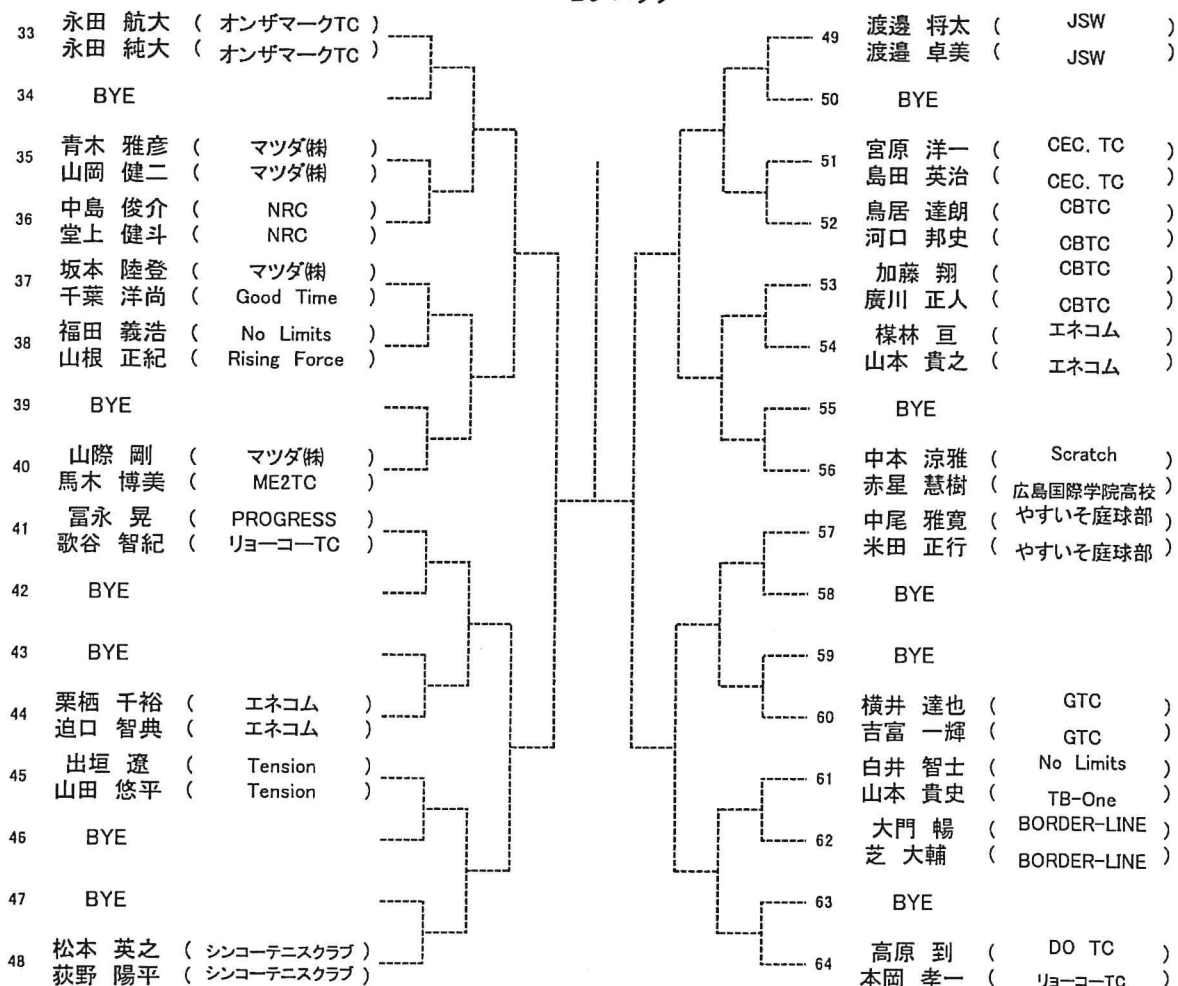 33 永田 航大 ( オンザマークTC )
永田 純大 ( オンザマークTC )
34 BYE
35 青木 雅彦 ( マツダ㈱ )
山岡 健二 ( マツダ㈱ )
36 中島 俊介 ( NRC )
堂上 健斗 ( NRC )
37 坂本 陸登 ( マツダ㈱ )
千葉 洋尚 ( Good Time )
38 福田 義浩 ( No Limits )
山根 正紀 ( Rising Force )
39 BYE
40 山際 剛 ( マツダ㈱ )
馬木 博美 ( ME2TC )
41 冨永 晃 ( PROGRESS )
歌谷 智紀 ( リョーコーTC )
42 BYE
43 BYE
44 栗栖 千裕 ( エネコム )
迫口 智典 ( エネコム )
45 出垣 遼 ( Tension )
山田 悠平 ( Tension )
46 BYE
47 BYE
48 松本 英之 ( シンコーテニスクラブ )
荻野 陽平 ( シンコーテニスクラブ )
49 渡邉 将太 ( JSW )
渡邉 卓美 ( JSW )
50 BYE
51 宮原 洋一 ( CEC. TC )
島田 英治 ( CEC. TC )
52 鳥居 達朗 ( CBTC )
河口 邦史 ( CBTC )
53 加藤 翔 ( CBTC )
廣川 正人 ( CBTC )
54 楳林 亘 ( エネコム )
山本 貴之 ( エネコム )
55 BYE
56 中本 涼雅 ( Scratch )
赤星 慧樹 ( 広島国際学院高校 )
57 中尾 雅寛 ( やすいそ庭球部 )
米田 正行 ( やすいそ庭球部 )
58 BYE
59 BYE
60 横井 達也 ( GTC )
吉富 一輝 ( GTC )
61 白井 智士 ( No Limits )
山本 貴史 ( TB-One )
62 大門 暢 ( BORDER-LINE )
芝 大輔 ( BORDER-LINE )
63 BYE
64 高原 到 ( DO TC )
本岡 孝一 ( リョーコーTC )